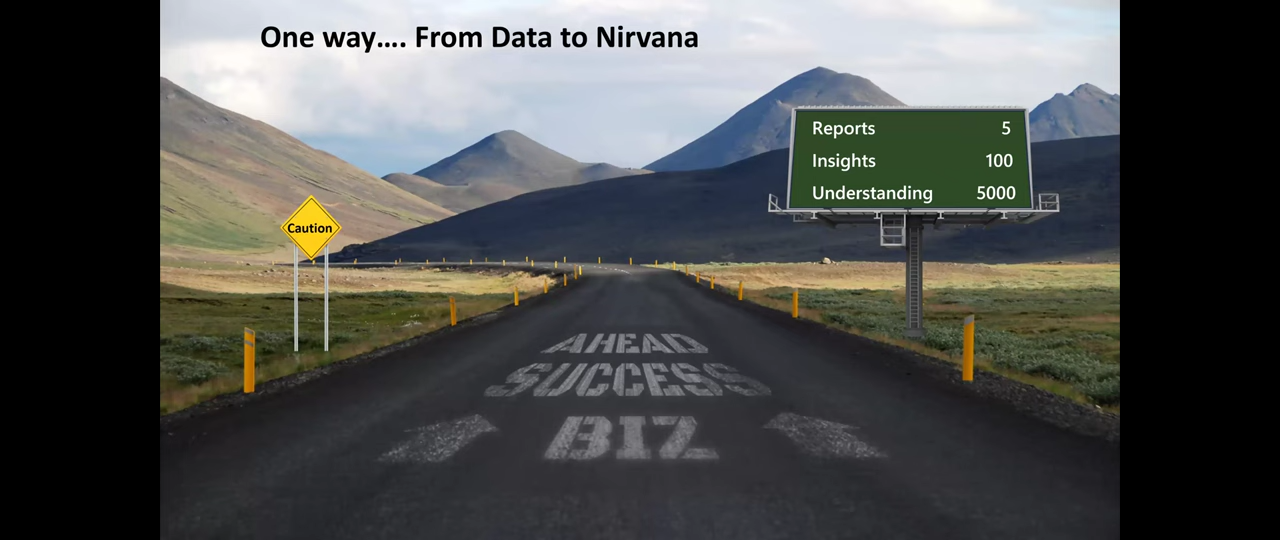 One way.... From Data to Nirvana
Reports 5
Insights 100
Understanding 5000
Caution
AHEAD
SUCCESS
BIZ